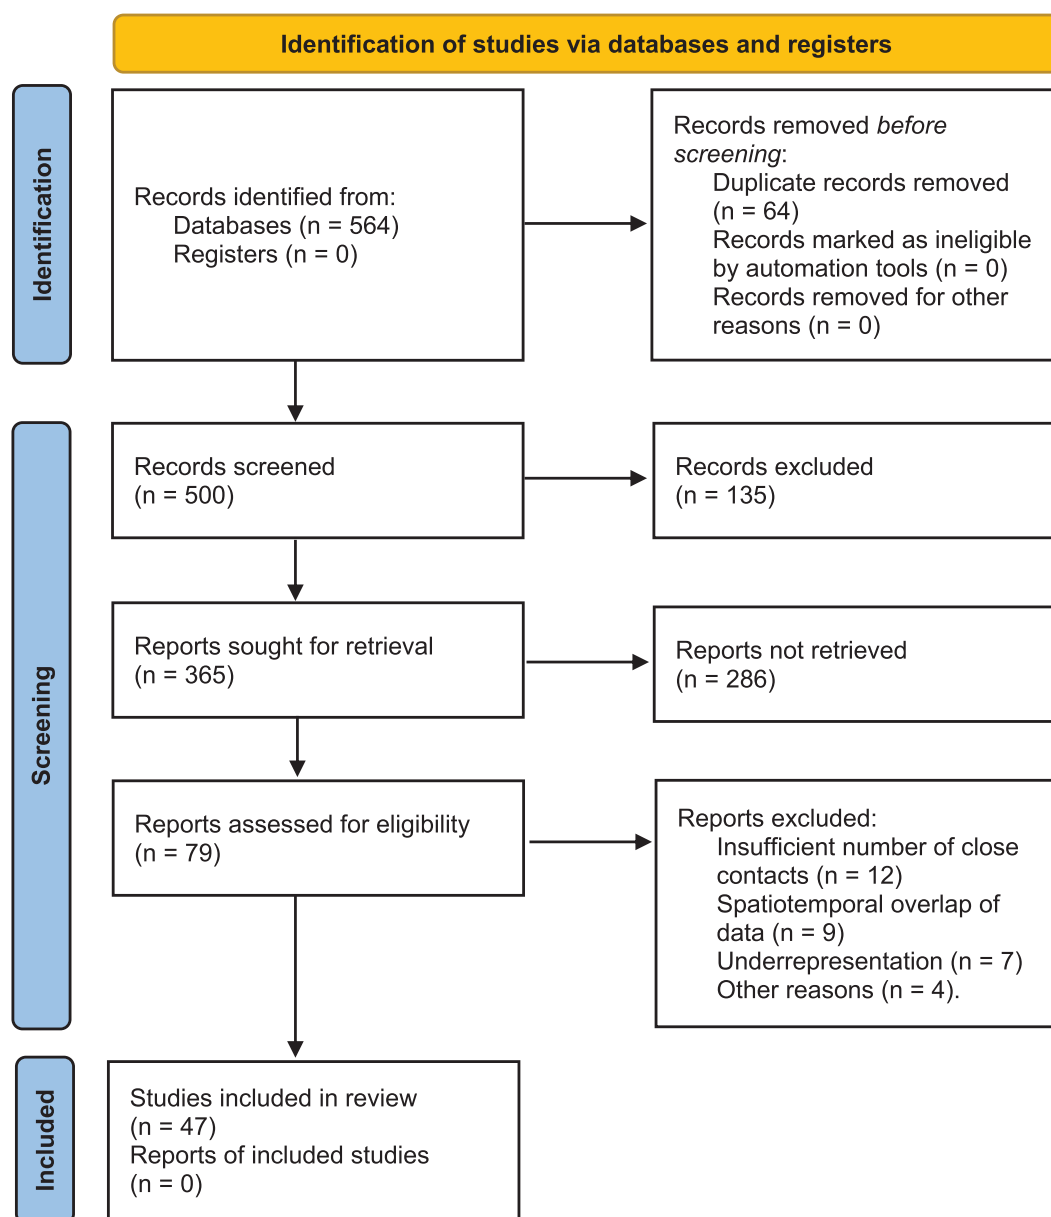 Identification of studies via databases and registers
Identification
Records identified from:
Databases (n = 564)
Registers (n = 0)
Records removed before
screening:
Duplicate records removed
(n = 64)
Records marked as ineligible
by automation tools (n = 0)
Records removed for other
reasons (n = 0)
Screening
Records screened
(n = 500)
Records excluded
(n = 135)
Reports sought for retrieval
(n = 365)
Reports not retrieved
(n = 286)
Reports assessed for eligibility
(n = 79)
Reports excluded:
Insufficient number of close
contacts (n = 12)
Spatiotemporal overlap of
data (n = 9)
Underrepresentation (n = 7)
Other reasons (n = 4).
Included
Studies included in review
(n = 47)
Reports of included studies
(n = 0)